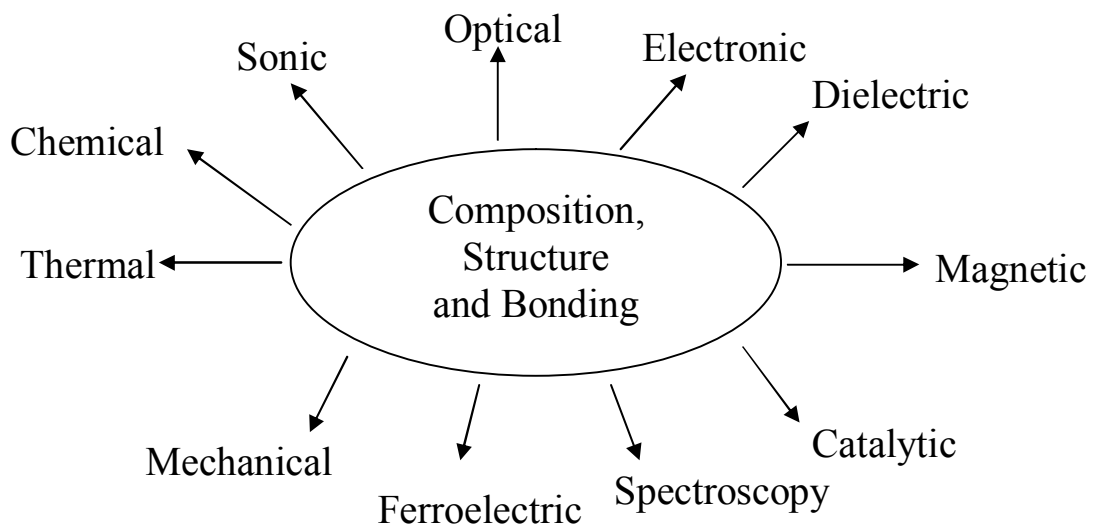 Optical
Electronic
Sonic
Dielectric
Chemical
Composition,
Structure
and Bonding
Thermal
Magnetic
Mechanical
Catalytic
Ferroelectric
Spectroscopy